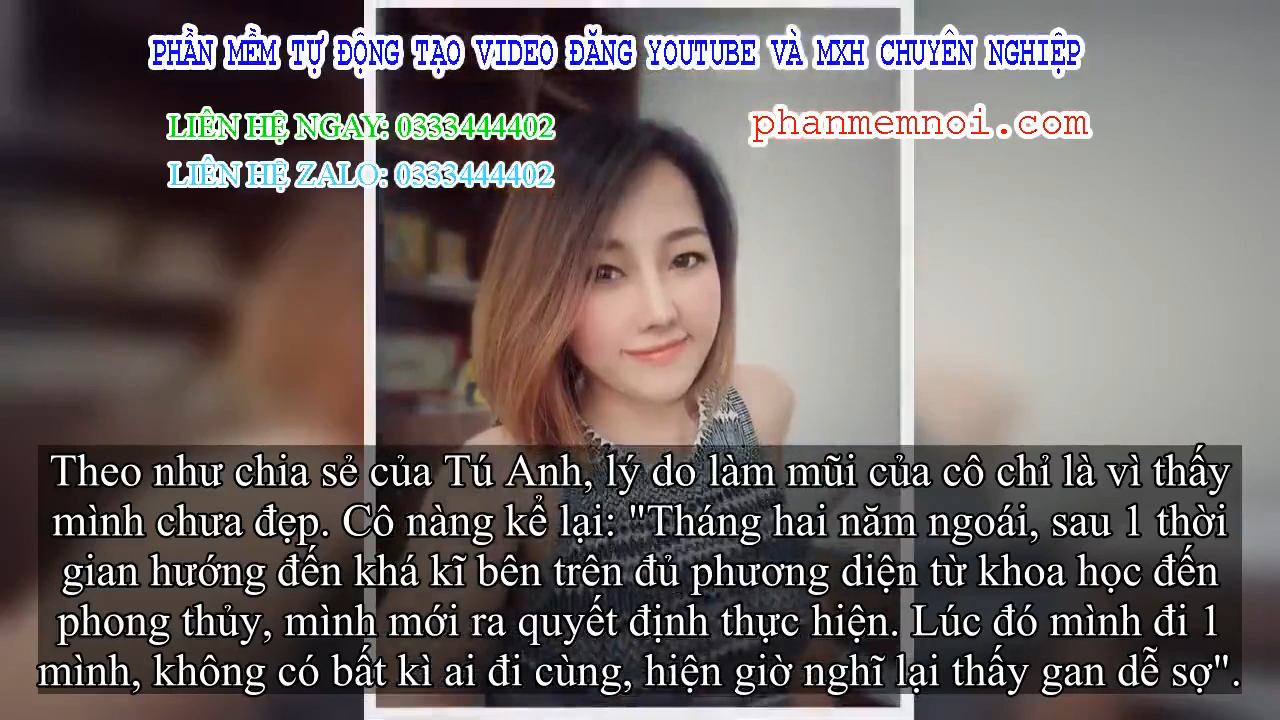 PHẦN MỀM TỰ ĐỘNG TẠO VIDEO ĐĂNG YOUTUBE VÀ MXH CHUYÊN NGHIỆP
LIÊN HỆ NGAY: 0333444402
phanmemnoi.com
LIÊN HỆ ZALO: 0333444402
Theo như chia sẻ của Tú Anh, lý do làm mũi của cô chỉ là vì thấy
mình chưa đẹp. Cô nàng kể lại: "Tháng hai năm ngoái, sau 1 thời
gian hướng đến khá kĩ bên trên đủ phương diện từ khoa học đến
phong thủy, mình mới ra quyết định thực hiện. Lúc đó mình đi 1
mình, không có bất kì ai đi cùng, hiện giờ nghĩ lại thấy gan dễ sợ".